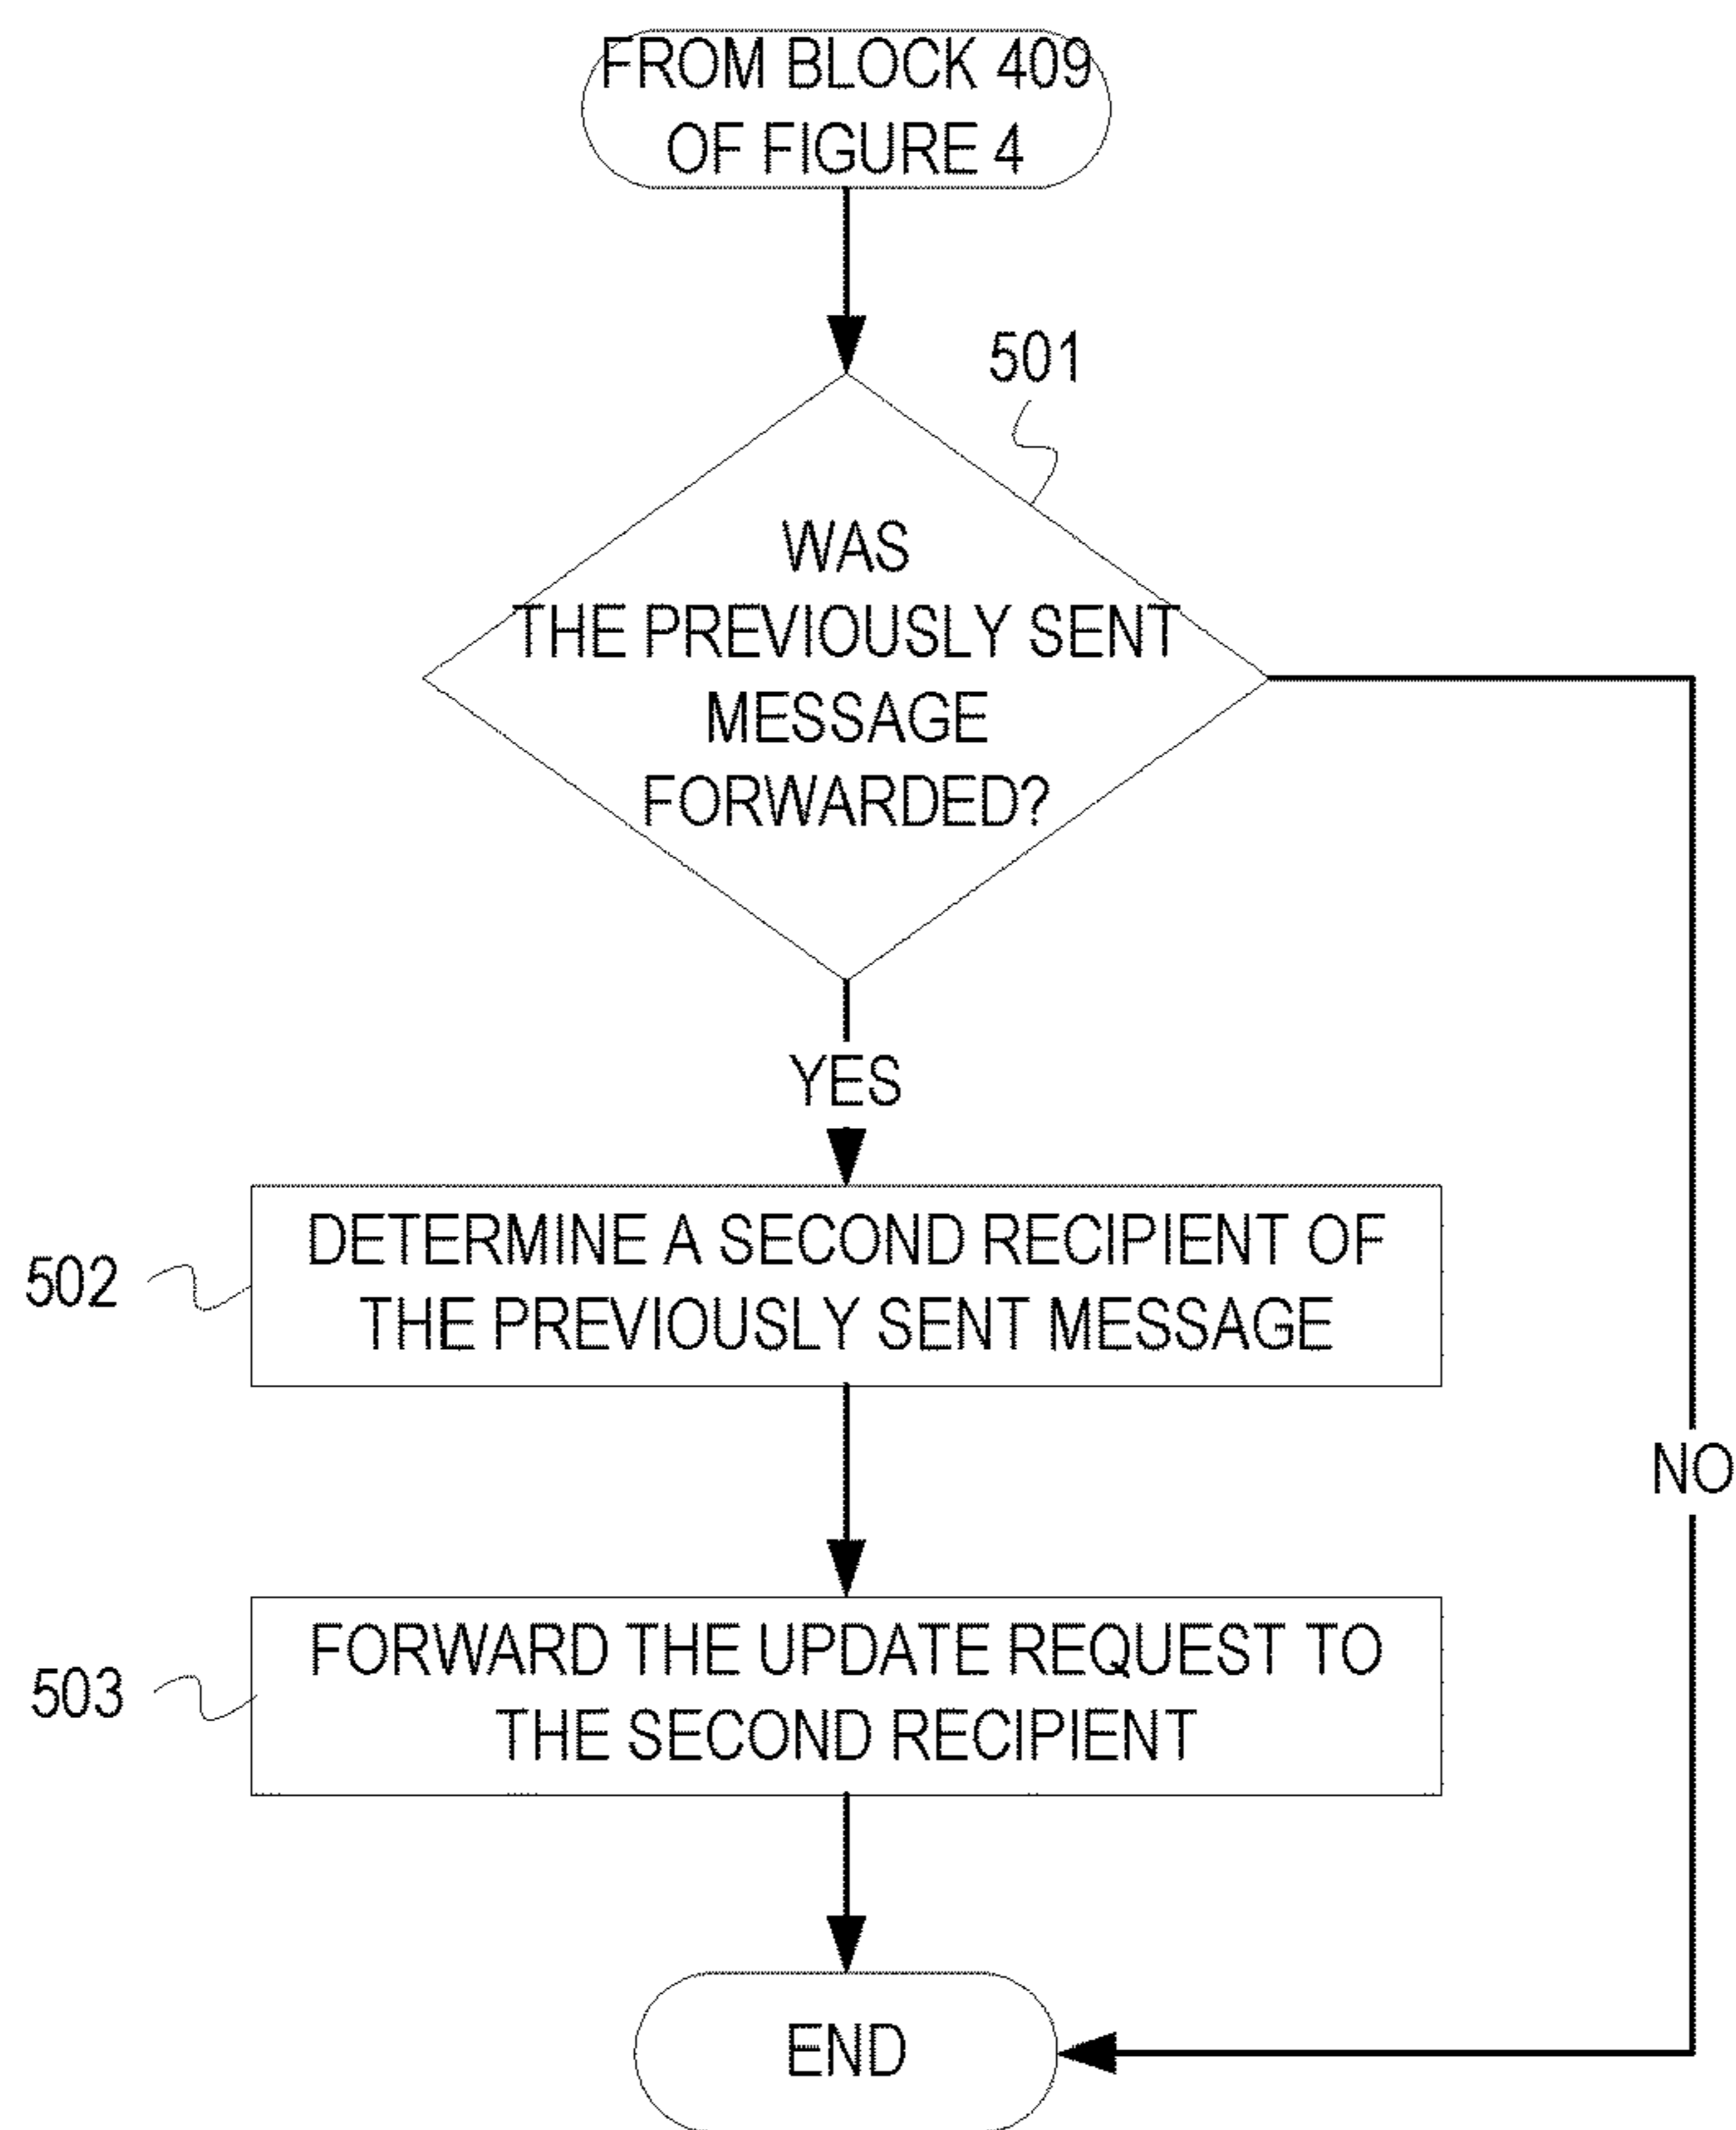 FROM BLOCK 409
OF FIGURE 4
501
WAS
THE PREVIOUSLY SENT
MESSAGE
FORWARDED?
YES
502
DETERMINE A SECOND RECIPIENT OF
THE PREVIOUSLY SENT MESSAGE
NO
503
FORWARD THE UPDATE REQUEST TO
THE SECOND RECIPIENT
END